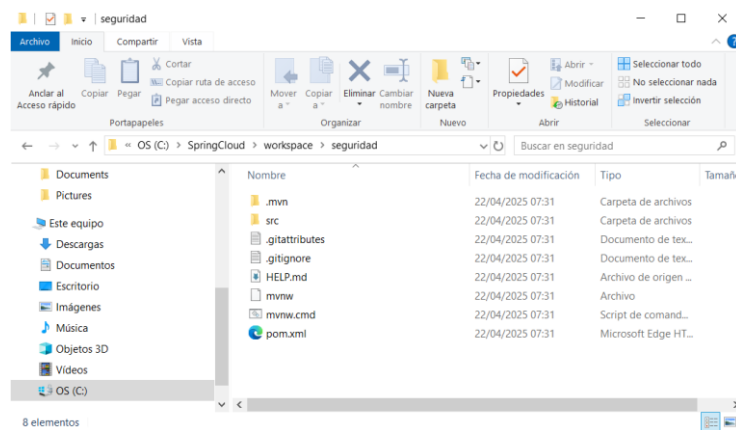 seguridad
Archivo Inicio Compartir Vista
Anclar al Acceso rápido
Copiar
Pegar
Cortar
Copiar ruta de acceso
Pegar acceso directo
Portapapeles
Mover a
Copiar a
Eliminar
Cambiar nombre
Organizar
Nueva carpeta
Nuevo
Propiedades
Abrir
Modificar
Historial
Abrir
Seleccionar todo
No seleccionar nada
Invertir selección
Seleccionar
« OS (C:) > SpringCloud > workspace > seguridad
Buscar en seguridad
Documents
Pictures
Este equipo
Descargas
Documentos
Escritorio
Imágenes
Música
Objetos 3D
Vídeos
OS (C:)
Nombre Fecha de modificación Tipo Tamañ
.mvn 22/04/2025 07:31 Carpeta de archivos
src 22/04/2025 07:31 Carpeta de archivos
.gitattributes 22/04/2025 07:31 Documento de tex...
.gitignore 22/04/2025 07:31 Documento de tex...
HELP.md 22/04/2025 07:31 Archivo de origen ...
mvnw 22/04/2025 07:31 Archivo
mvnw.cmd 22/04/2025 07:31 Script de comand...
pom.xml 22/04/2025 07:31 Microsoft Edge HT...
8 elementos